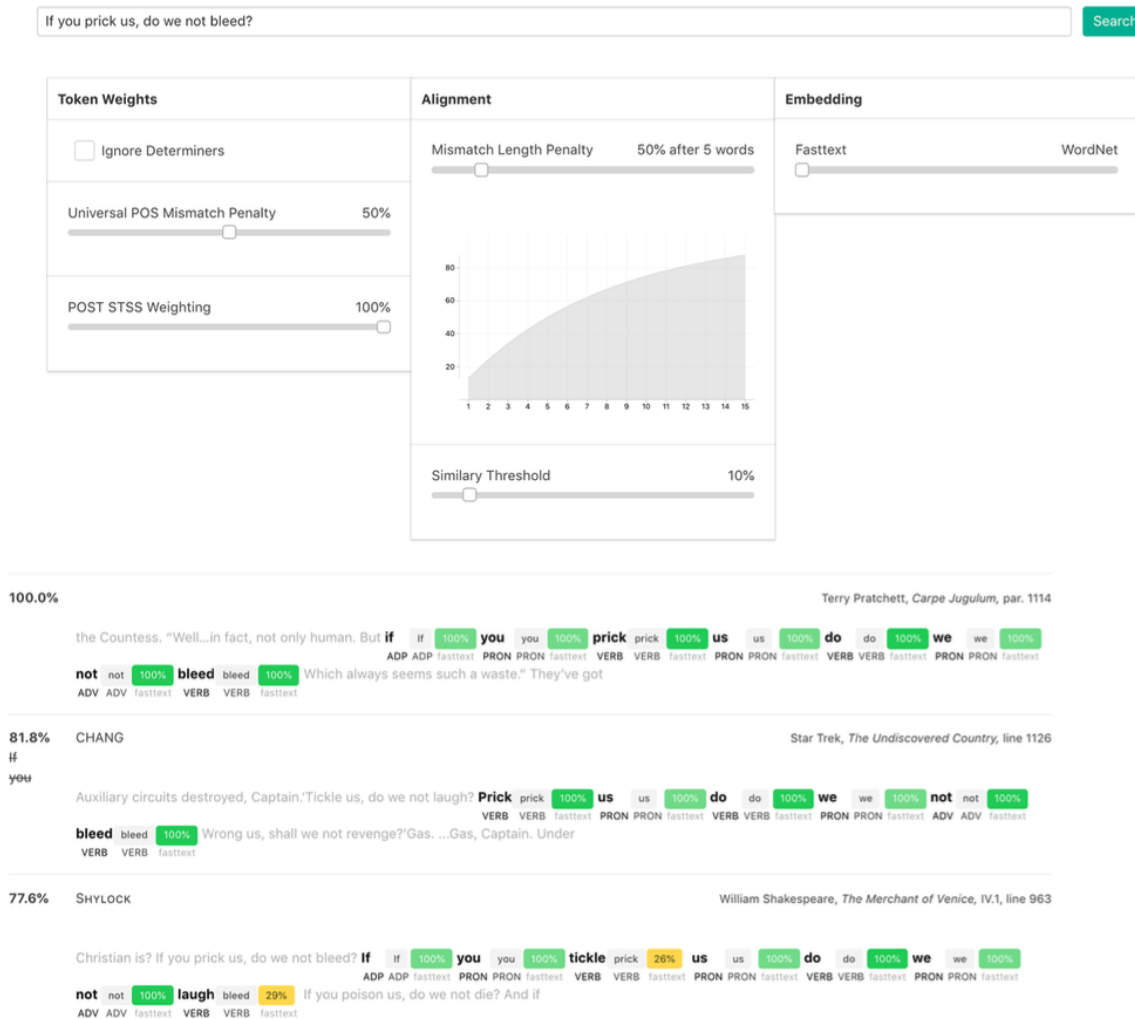 If you prick us, do we not bleed?
Search
Token Weights
Ignore Determiners
Universal POS Mismatch Penalty 50%
POST STSS Weighting 100%
Alignment
Mismatch Length Penalty 50% after 5 words
80
60
40
20
1 2 3 4 5 6 7 8 9 10 11 12 13 14 15
Similary Threshold 10%
Embedding
Fasttext WordNet
100.0% Terry Pratchett, Carpe Jugulum, par. 1114
the Countess. “Well...in fact, not only human. But if If 100% you you 100% prick prick 100% us us 100% do do 100% we we 100%
ADP ADP fasttext PRON PRON fasttext VERB VERB fasttext PRON PRON fasttext VERB VERB fasttext PRON PRON fasttext
not not 100% bleed bleed 100% Which always seems such a waste.” They’ve got
ADV ADV fasttext VERB VERB fasttext
81.8% CHANG Star Trek, The Undiscovered Country, line 1126
If
you
Auxiliary circuits destroyed, Captain.'Tickle us, do we not laugh? Prick prick 100% us us 100% do do 100% we we 100% not not 100%
VERB VERB fasttext PRON PRON fasttext VERB VERB fasttext PRON PRON fasttext ADV ADV fasttext
bleed bleed 100% Wrong us, shall we not revenge?'Gas. ...Gas, Captain. Under
VERB VERB fasttext
77.6% SHYLOCK William Shakespeare, The Merchant of Venice, IV.1, line 963
Christian is? If you prick us, do we not bleed? If If 100% you you 100% tickle prick 26% us us 100% do do 100% we we 100%
ADP ADP fasttext PRON PRON fasttext VERB VERB fasttext PRON PRON fasttext VERB VERB fasttext PRON PRON fasttext
not not 100% laugh bleed 29% If you poison us, do we not die? And if
ADV ADV fasttext VERB VERB fasttext